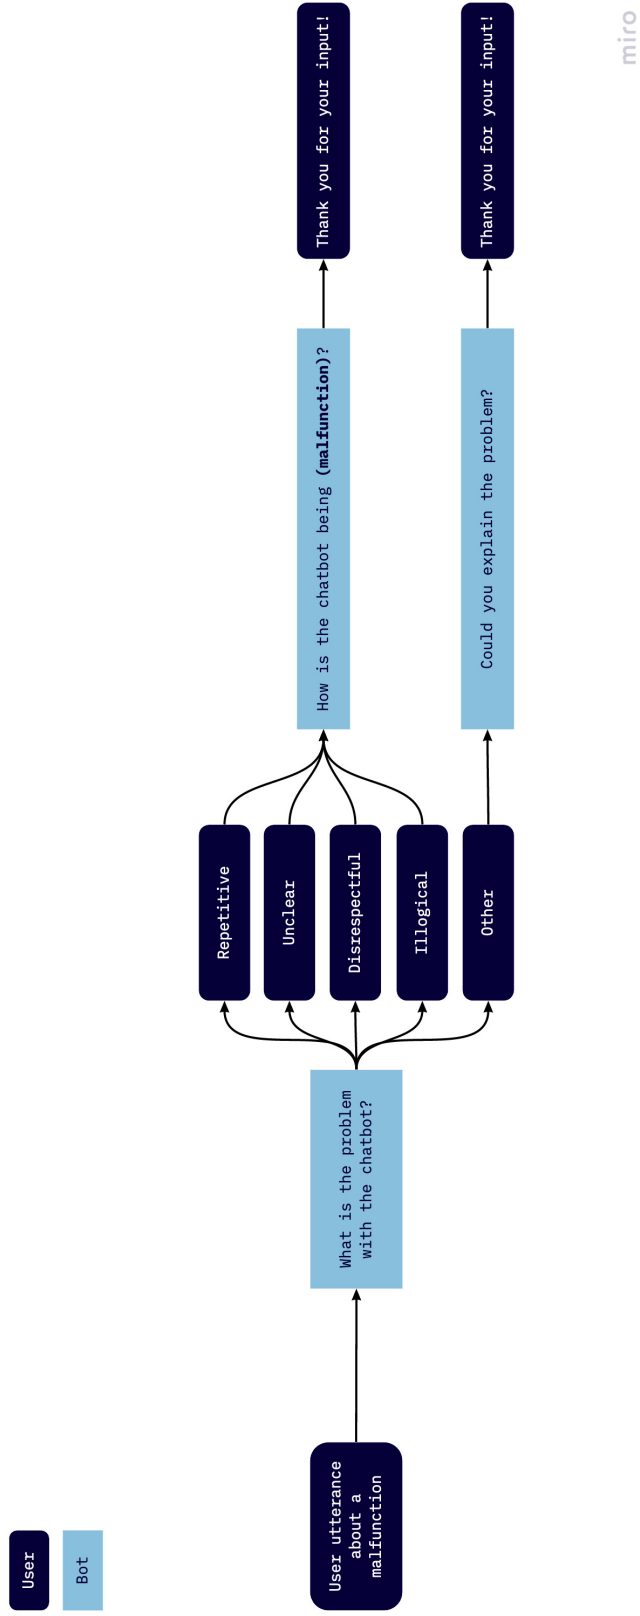 User
Bot
User utterance
about a
malfunction
What is the problem
with the chatbot?
Repetitive
Unclear
Disrespectful
Illogical
Other
How is the chatbot being (malfunction)?
Could you explain the problem?
Thank you for your input!
Thank you for your input!
miro